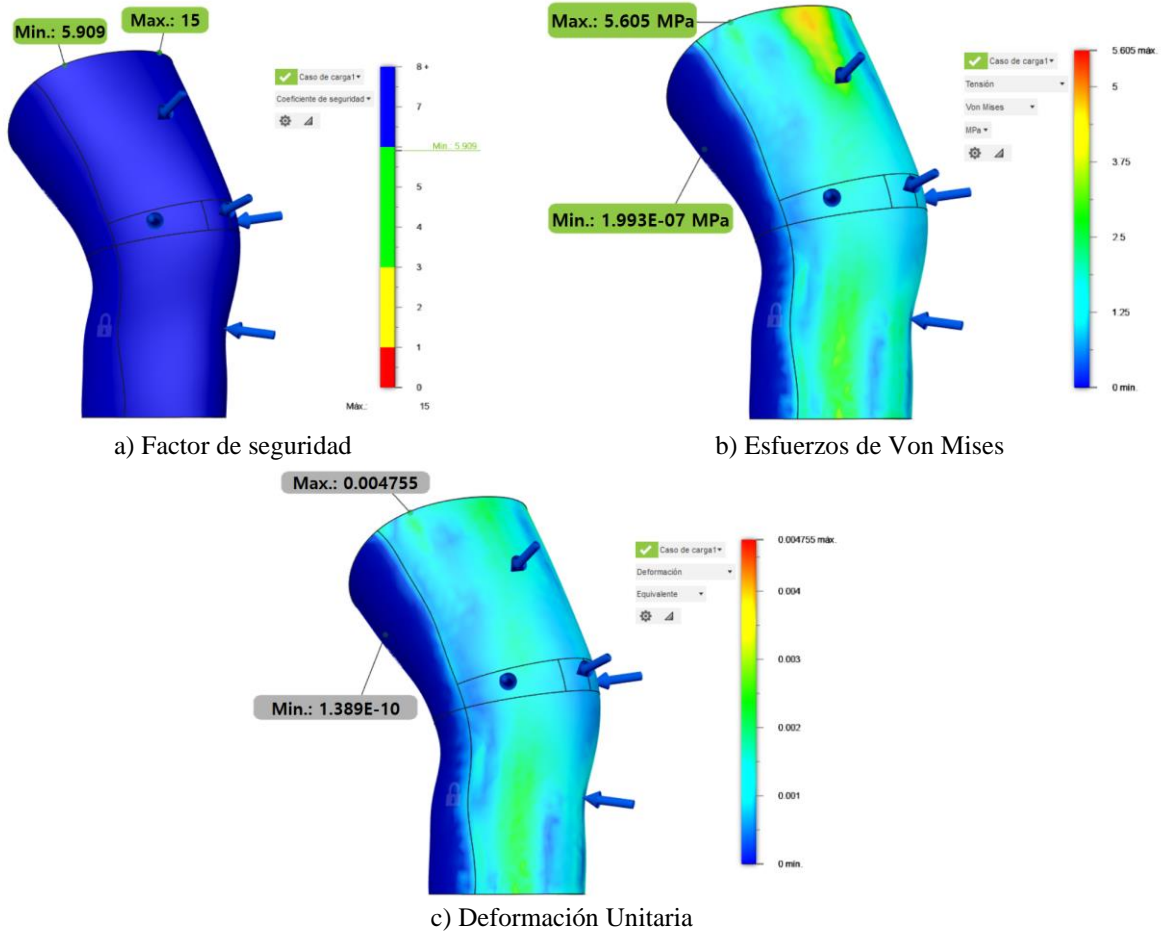 Min.: 5.909
Max.: 15
Caso de carga1
Coeficiente de seguridad
8 +
7
Min.: 5.909
5
4
3
2
1
0
Máx.: 15
a) Factor de seguridad
Max.: 5.605 MPa
Min.: 1.993E-07 MPa
Caso de carga1
Tensión
Von Mises
MPa
5.605 máx.
5
3.75
2.5
1.25
0 mín.
b) Esfuerzos de Von Mises
Max.: 0.004755
Min.: 1.389E-10
Caso de carga1
Deformación
Equivalente
0.004755 máx.
0.004
0.003
0.002
0.001
0 mín.
c) Deformación Unitaria